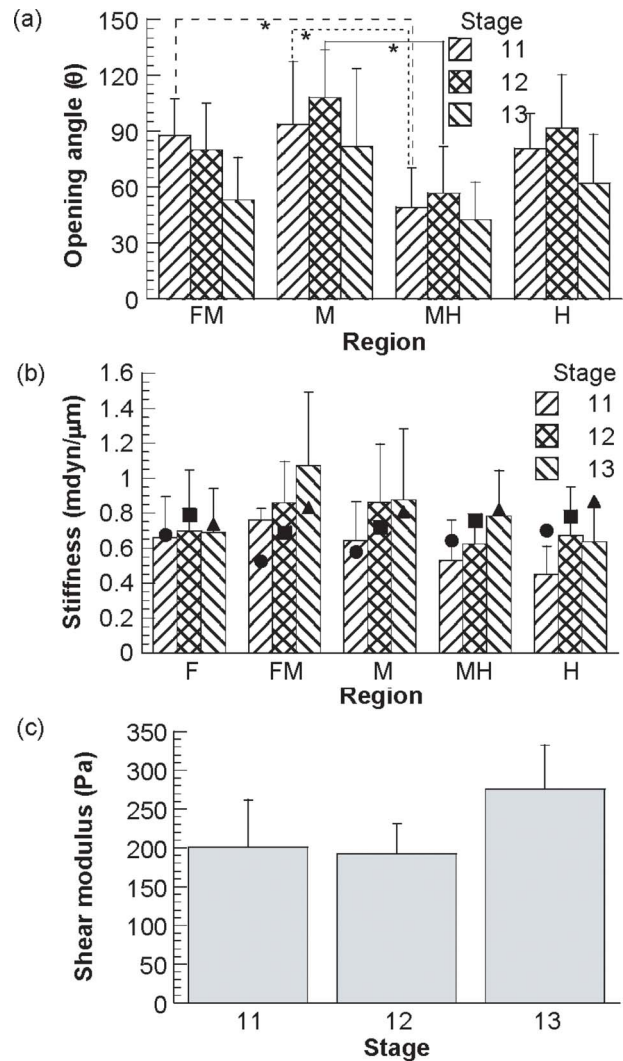 (a)
Opening angle (θ)
150
120
90
60
30
0
* * *
Stage
11
12
13
FM M MH H
Region
(b)
Stiffness (mdyn/μm)
1.6
1.4
1.2
1
0.8
0.6
0.4
0.2
0
Stage
11
12
13
F FM M MH H
Region
(c)
Shear modulus (Pa)
350
300
250
200
150
100
50
0
11 12 13
Stage